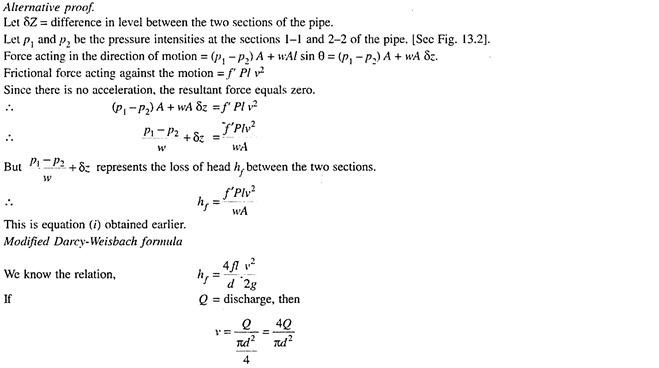 Alternative proof.
Let δZ = difference in level between the two sections of the pipe.
Let p₁ and p₂ be the pressure intensities at the sections 1–1 and 2–2 of the pipe. [See Fig. 13.2].
Force acting in the direction of motion = (p₁ – p₂) A + wAl sin θ = (p₁ – p₂) A + wA δz.
Frictional force acting against the motion = f′ Pl v²
Since there is no acceleration, the resultant force equals zero.
∴ (p₁ – p₂) A + wA δz = f′ Pl v²
∴ (p₁ – p₂)/w + δz = f′Plv²/wA
But (p₁ – p₂)/w + δz represents the loss of head h_f between the two sections.
∴ h_f = f′Plv²/wA
This is equation (i) obtained earlier.
Modified Darcy-Weisbach formula
We know the relation, h_f = 4fl/d · v²/2g
If Q = discharge, then
v = Q/(πd²/4) = 4Q/πd²